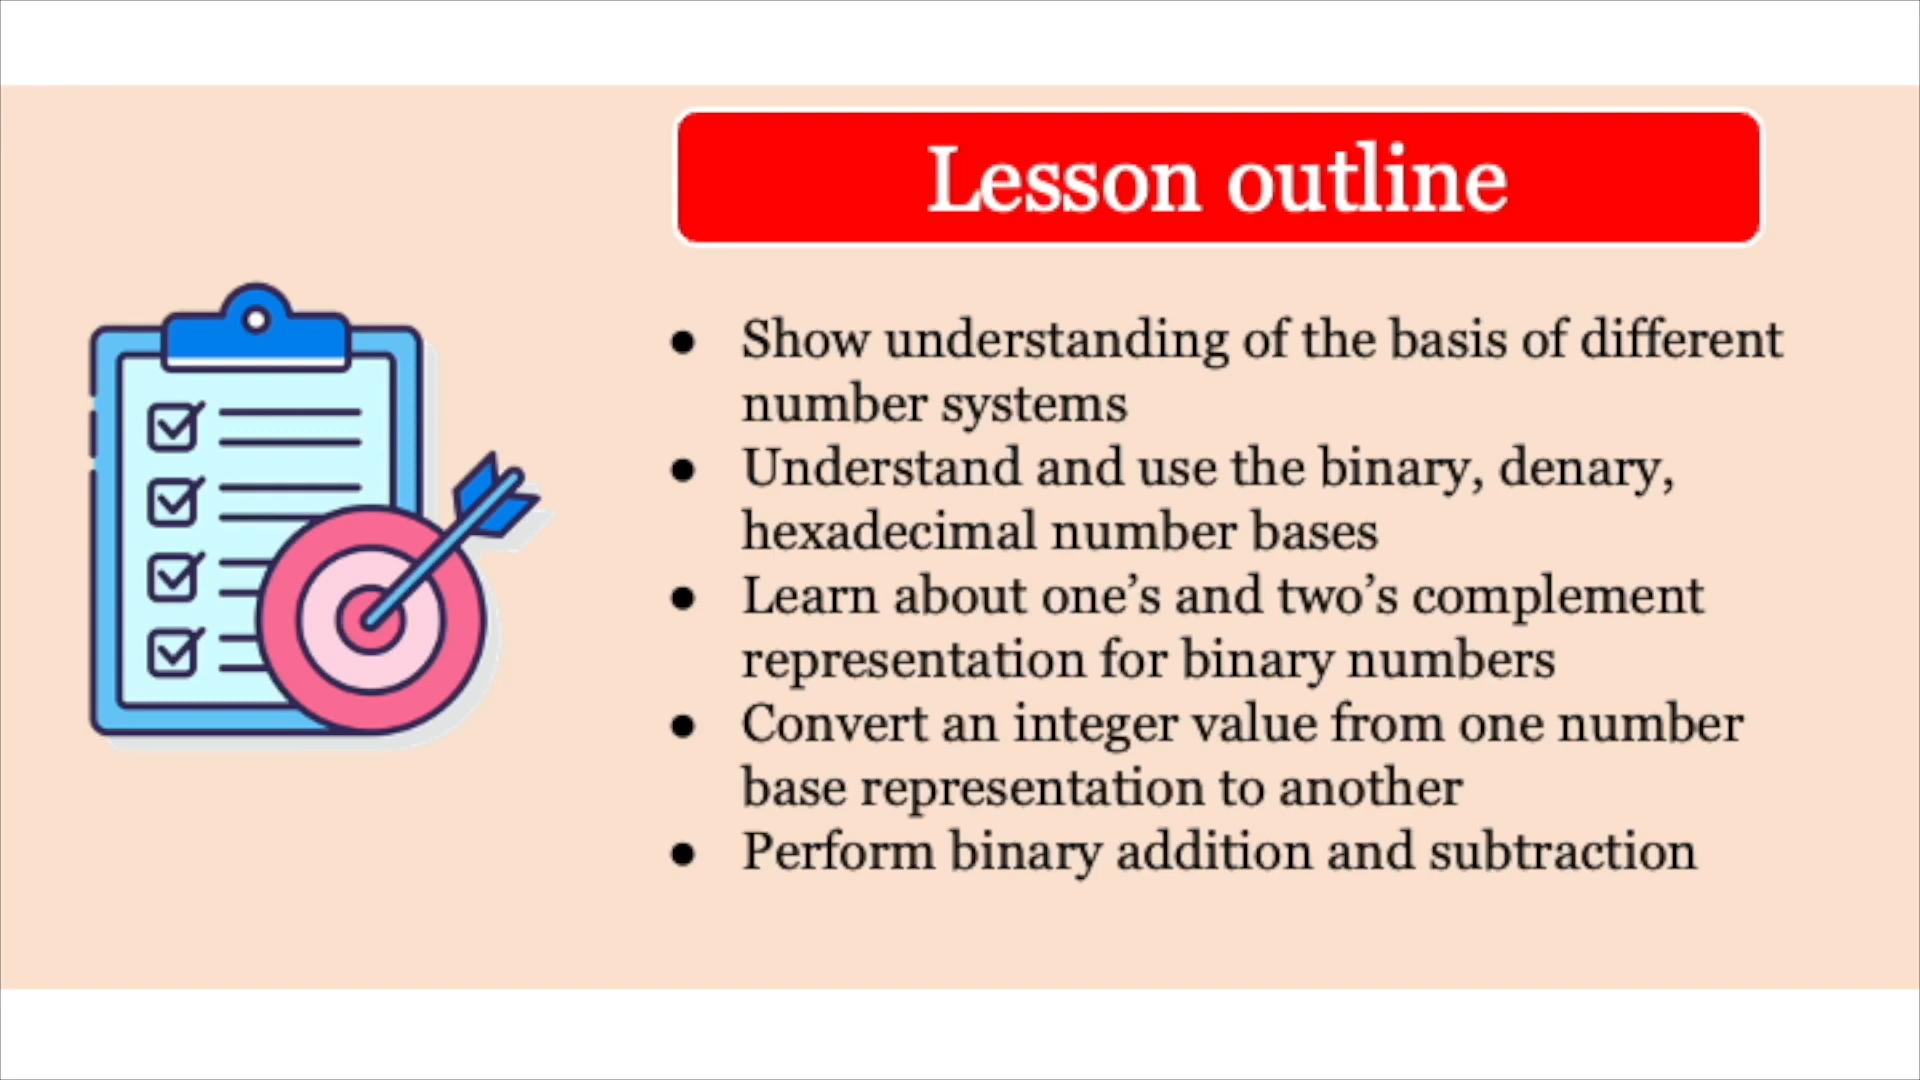 Lesson outline
● Show understanding of the basis of different
number systems
● Understand and use the binary, denary,
hexadecimal number bases
● Learn about one’s and two’s complement
representation for binary numbers
● Convert an integer value from one number
base representation to another
● Perform binary addition and subtraction